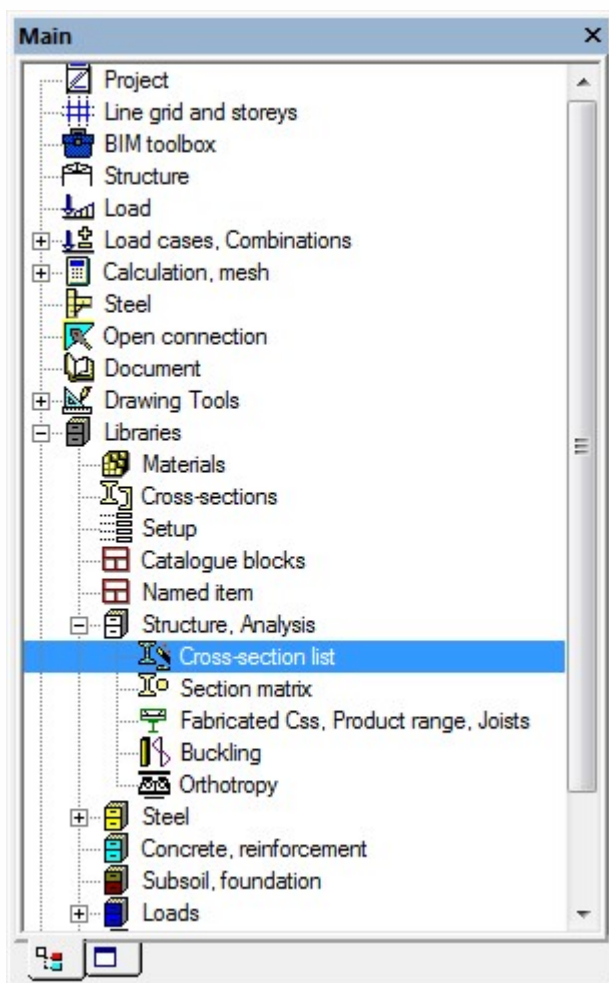 Main
Project
Line grid and storeys
BIM toolbox
Structure
Load
Load cases, Combinations
Calculation, mesh
Steel
Open connection
Document
Drawing Tools
Libraries
Materials
Cross-sections
Setup
Catalogue blocks
Named item
Structure, Analysis
Cross-section list
Section matrix
Fabricated Css, Product range, Joists
Buckling
Orthotropy
Steel
Concrete, reinforcement
Subsoil, foundation
Loads